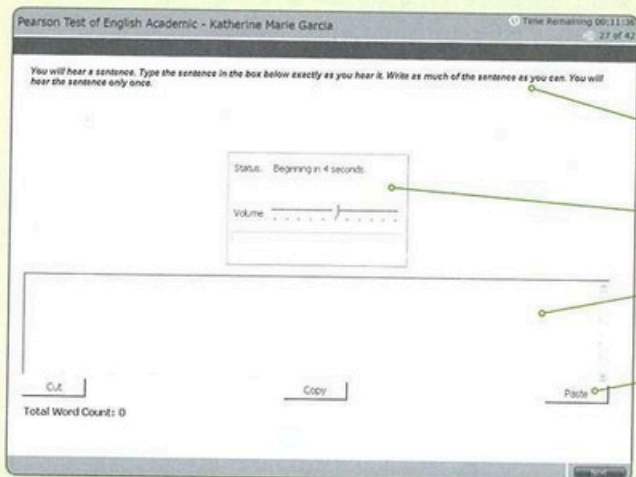 Pearson Test of English Academic - Katherine Marie Garcia
Time Remaining 00:11:36
27 of 42
You will hear a sentence. Type the sentence in the box below exactly as you hear it. Write as much of the sentence as you can. You will
hear the sentence only once.
Status: Beginning in 4 seconds.
Volume
Cut Copy Paste
Total Word Count: 0